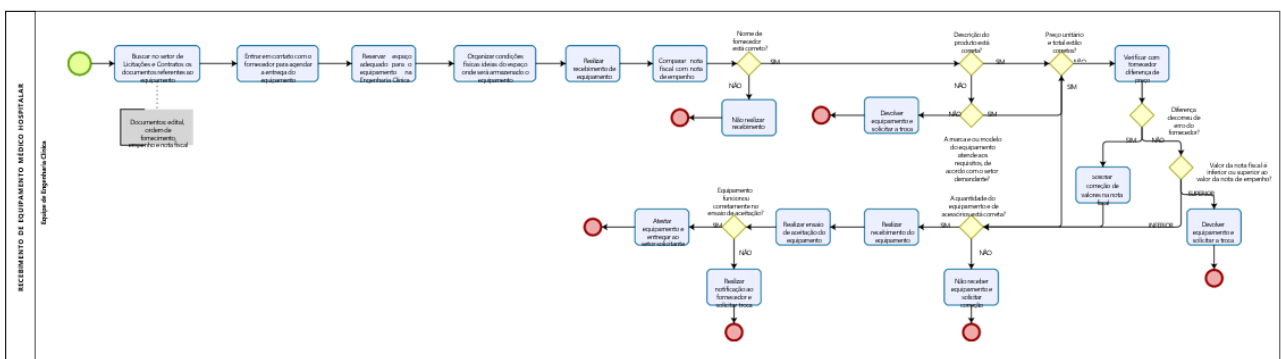 RECEBIMENTO DE EQUIPAMENTO MÉDICO HOSPITALAR
Equipe de Engenharia Clínica
Buscar no setor de
Licitações e Contratos os
documentos referentes ao
equipamento
Documentos: edital,
ordem de
fornecimento,
empenho e nota fiscal
Entrar em contato com o
fornecedor para agendar
a entrega do
equipamento
Reservar espaço
adequado para o
equipamento na
Engenharia Clínica
Organizar condições
físicas ideias do espaço
onde será armazenado o
equipamento
Realizar
recebimento de
equipamento
Comparar nota
fiscal com nota
de empenho
Nome de
fornecedor
está correto?
SIM
NÃO
Não realizar
recebimento
Descrição do
produto está
correta?
SIM
NÃO
NÃO
SIM
Devolver
equipamento e
solicitar a troca
A marca e ou modelo
do equipamento
atende aos
requisitos, de
acordo com o setor
demandante?
Preço unitário
e total estão
corretos?
NÃO
SIM
Verificar com
fornecedor
diferença de
preço
Diferença
decorreu de
erro do
fornecedor?
SIM
NÃO
Solicitar
correção de
valores na nota
fiscal
Valor da nota fiscal é
inferior ou superior ao
valor da nota de empenho?
SUPERIOR
INFERIOR
Devolver
equipamento e
solicitar a troca
A quantidade do
equipamento e de
acessórios está correta?
SIM
NÃO
Não receber
equipamento e
solicitar
correção
Realizar
recebimento do
equipamento
Realizar ensaio
de aceitação do
equipamento
Equipamento
funcionou
corretamente no
ensaio de aceitação?
SIM
NÃO
Atestar
equipamento e
entregar ao
setor solicitante
Realizar
notificação ao
fornecedor e
solicitar troca